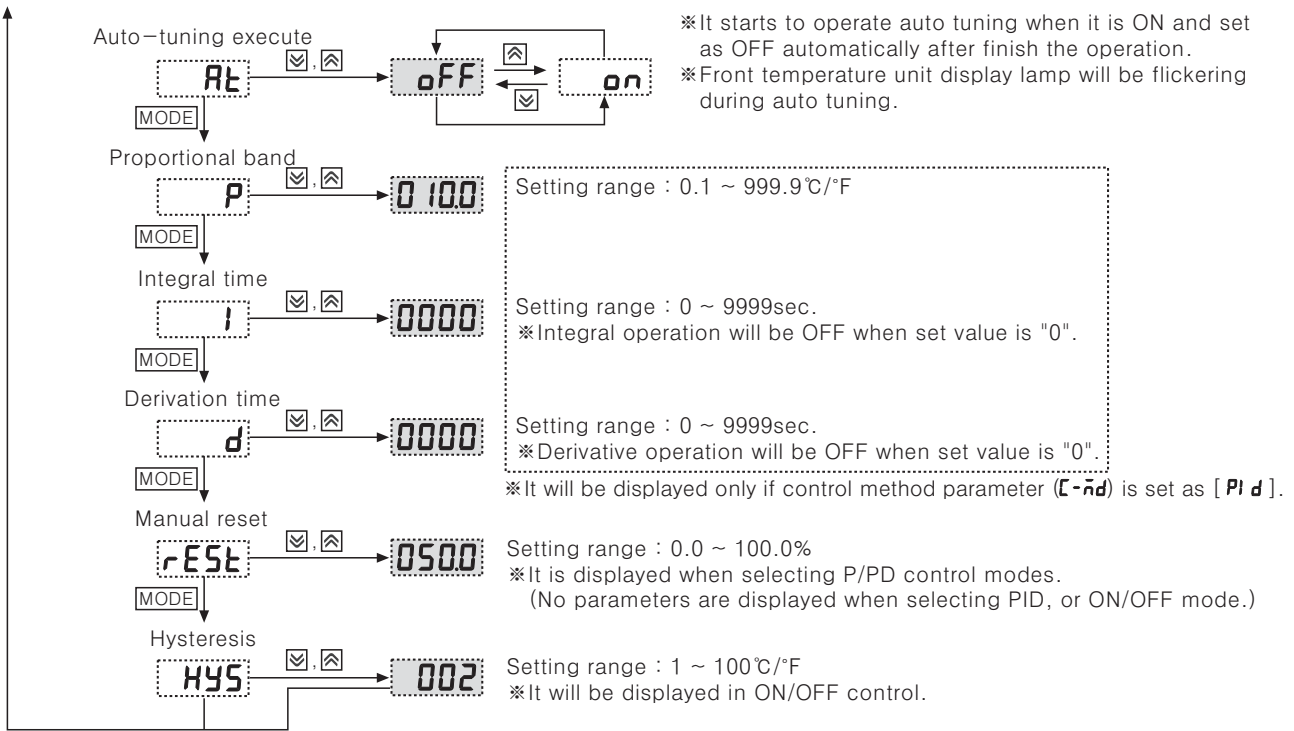 Auto-tuning execute
At
oFF
on
※It starts to operate auto tuning when it is ON and set
as OFF automatically after finish the operation.
※Front temperature unit display lamp will be flickering
during auto tuning.
MODE
Proportional band
P
010.0
Setting range : 0.1 ~ 999.9℃/°F
MODE
Integral time
I
0000
Setting range : 0 ~ 9999sec.
※Integral operation will be OFF when set value is "0".
MODE
Derivation time
d
0000
Setting range : 0 ~ 9999sec.
※Derivative operation will be OFF when set value is "0".
MODE
※It will be displayed only if control method parameter (C-md) is set as [ PI d ].
Manual reset
rESt
050.0
Setting range : 0.0 ~ 100.0%
※It is displayed when selecting P/PD control modes.
(No parameters are displayed when selecting PID, or ON/OFF mode.)
MODE
Hysteresis
HYS
002
Setting range : 1 ~ 100℃/°F
※It will be displayed in ON/OFF control.